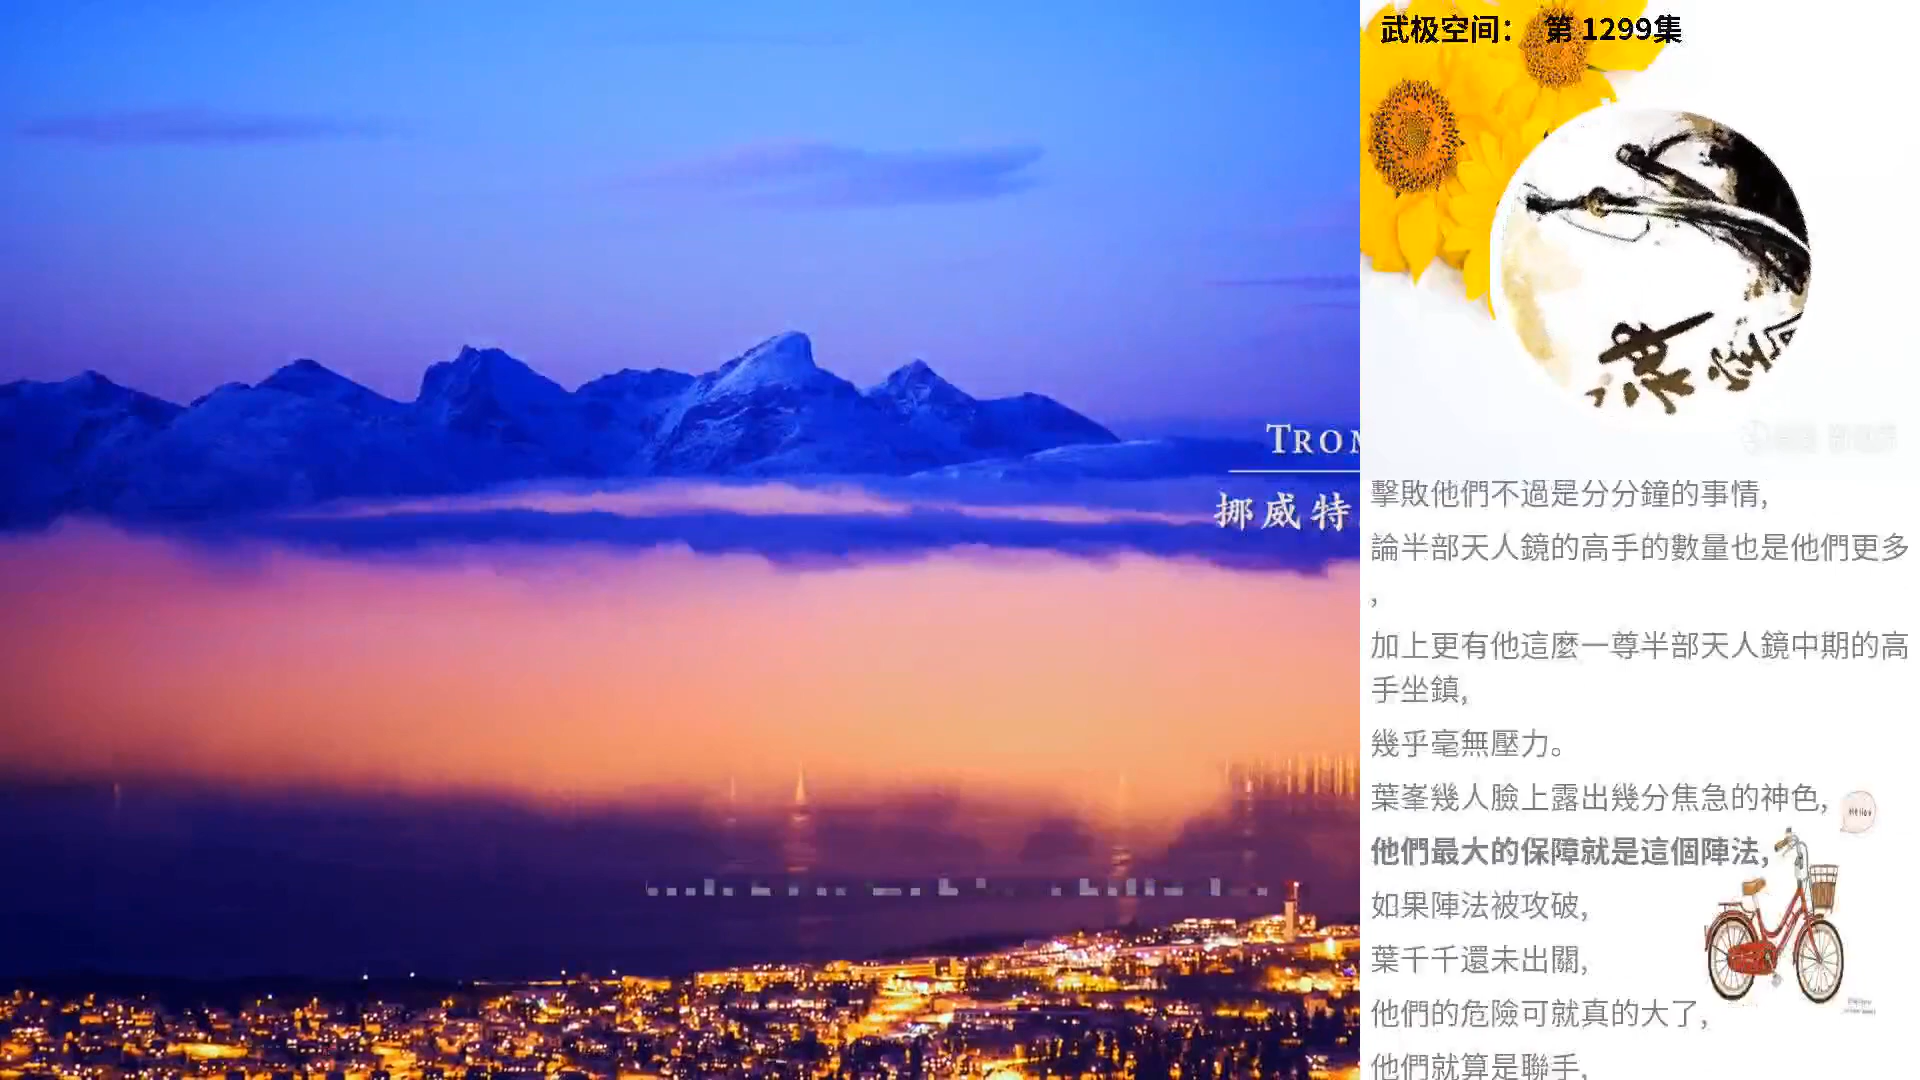 武极空间： 第 1299集
TROM
挪威特
擊敗他們不過是分分鐘的事情,
論半部天人鏡的高手的數量也是他們更多
,
加上更有他這麼一尊半部天人鏡中期的高
手坐鎮,
幾乎毫無壓力。
葉峯幾人臉上露出幾分焦急的神色,
Hello
他們最大的保障就是這個陣法,
如果陣法被攻破,
葉千千還未出關,
他們的危險可就真的大了,
他們就算是聯手,